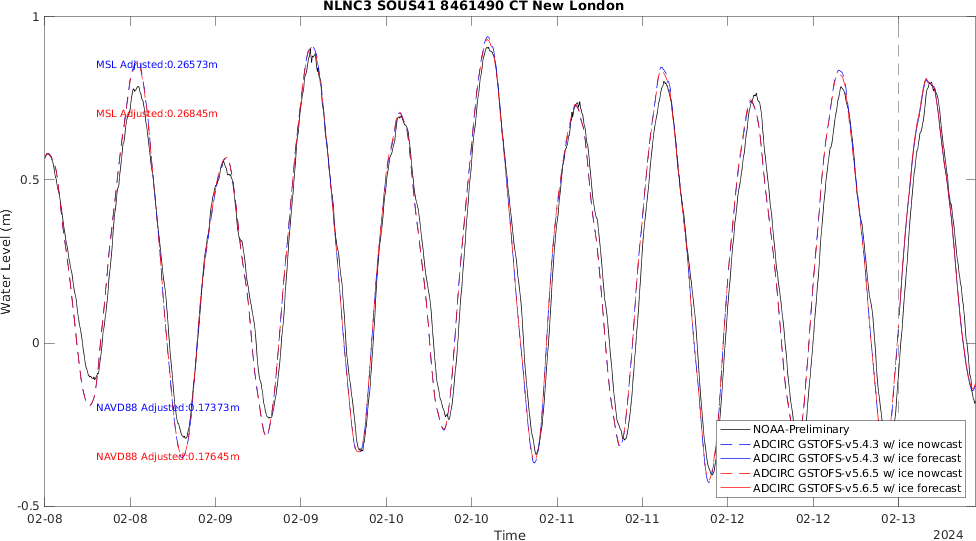 NLNC3 SOUS41 8461490 CT New London
1
MSL Adjusted:0.26573m
MSL Adjusted:0.26845m
0.5
Water Level (m)
0
NAVD88 Adjusted:0.17373m
NAVD88 Adjusted:0.17645m
NOAA-Preliminary
ADCIRC GSTOFS-v5.4.3 w/ ice nowcast
ADCIRC GSTOFS-v5.4.3 w/ ice forecast
ADCIRC GSTOFS-v5.6.5 w/ ice nowcast
ADCIRC GSTOFS-v5.6.5 w/ ice forecast
-0.5
02-08 02-08 02-09 02-09 02-10 02-10 02-11 02-11 02-12 02-12 02-13
Time
2024